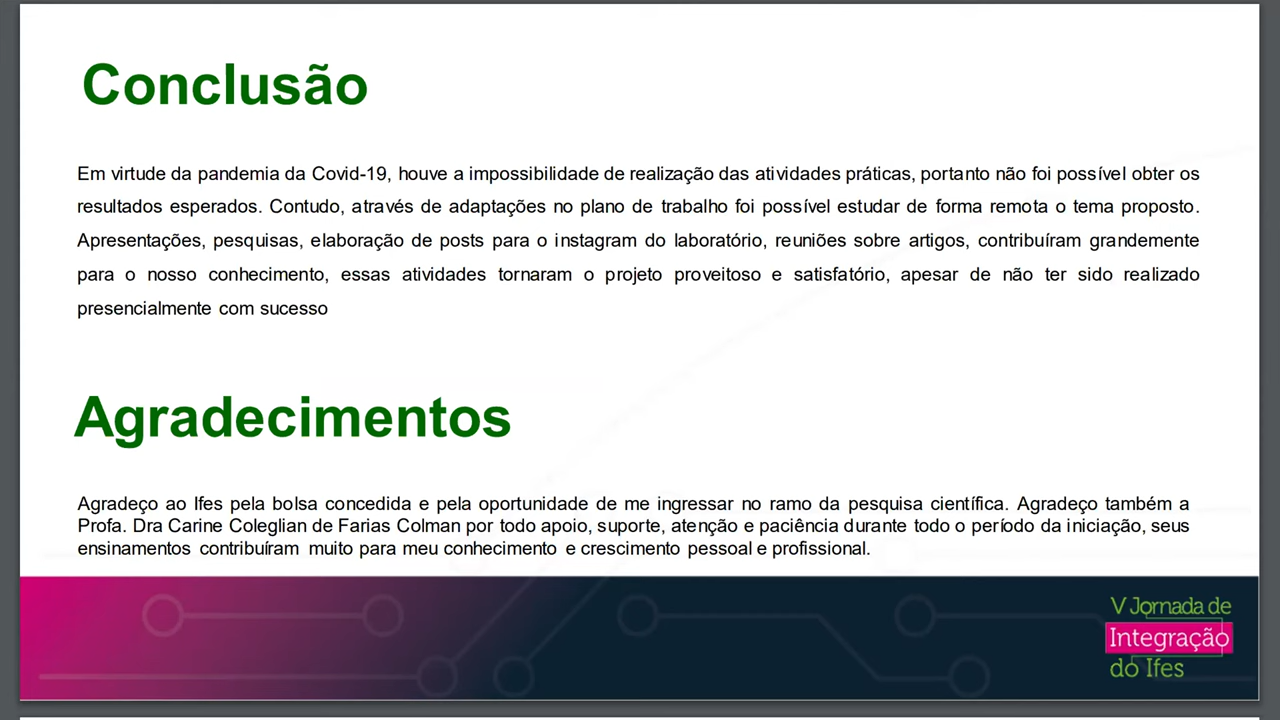 Conclusão
Em virtude da pandemia da Covid-19, houve a impossibilidade de realização das atividades práticas, portanto não foi possível obter os
resultados esperados. Contudo, através de adaptações no plano de trabalho foi possível estudar de forma remota o tema proposto.
Apresentações, pesquisas, elaboração de posts para o instagram do laboratório, reuniões sobre artigos, contribuíram grandemente
para o nosso conhecimento, essas atividades tornaram o projeto proveitoso e satisfatório, apesar de não ter sido realizado
presencialmente com sucesso
Agradecimentos
Agradeço ao Ifes pela bolsa concedida e pela oportunidade de me ingressar no ramo da pesquisa científica. Agradeço também a
Profa. Dra Carine Coleglian de Farias Colman por todo apoio, suporte, atenção e paciência durante todo o período da iniciação, seus
ensinamentos contribuíram muito para meu conhecimento e crescimento pessoal e profissional.
V Jornada de
Integração
do Ifes